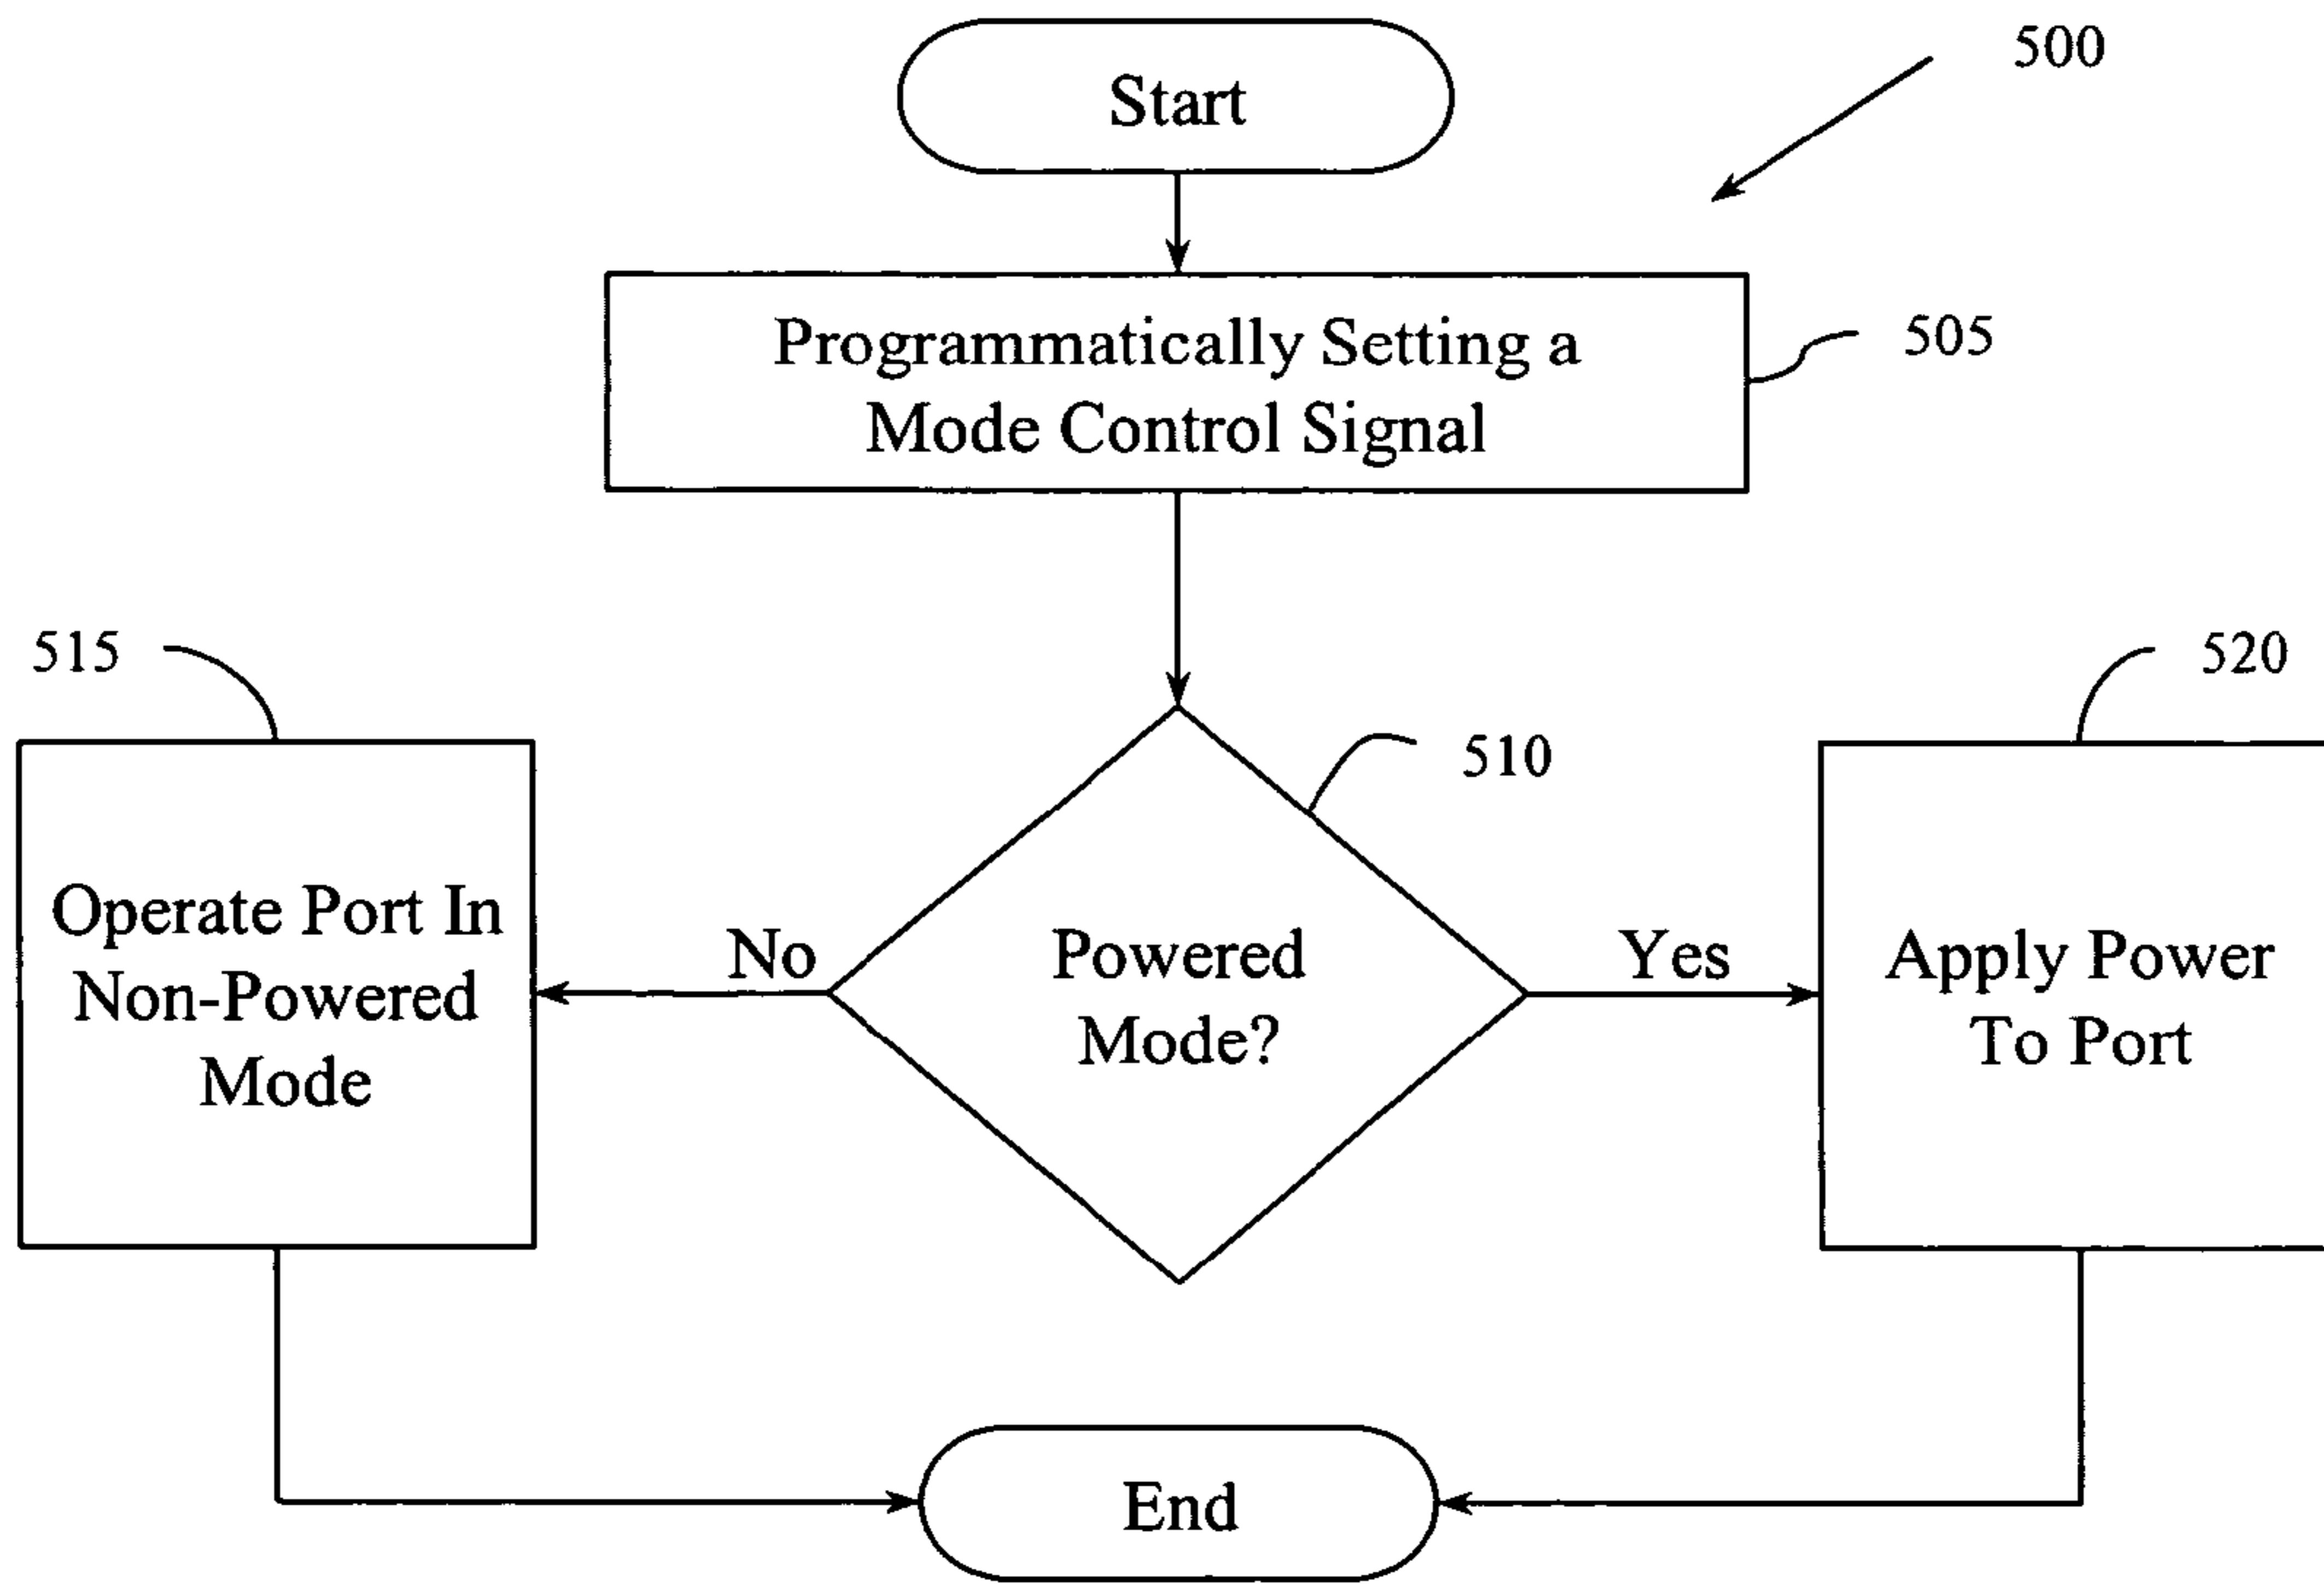 Start
500
Programmatically Setting a
Mode Control Signal
505
515
520
510
Operate Port In
Non-Powered
Mode
No
Powered
Mode?
Yes
Apply Power
To Port
End